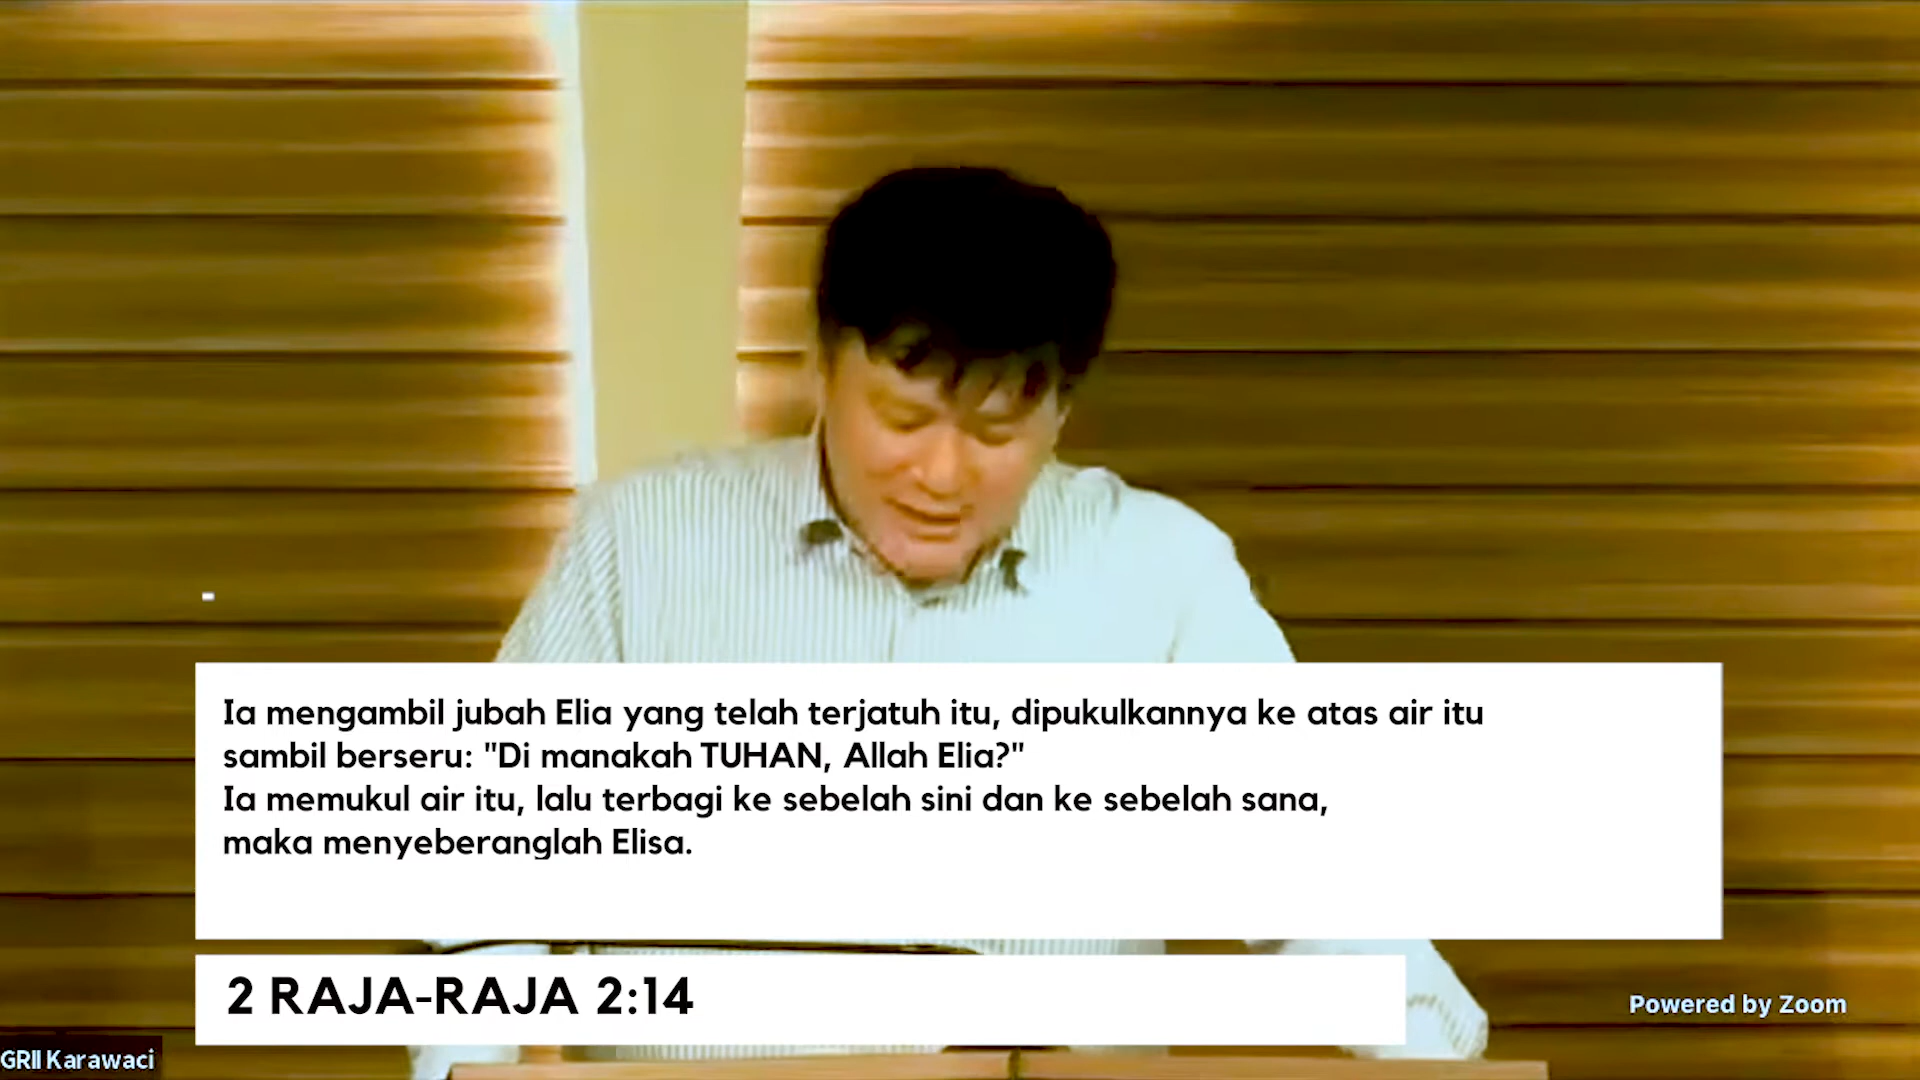 Ia mengambil jubah Elia yang telah terjatuh itu, dipukulkannya ke atas air itu
sambil berseru: "Di manakah TUHAN, Allah Elia?"
Ia memukul air itu, lalu terbagi ke sebelah sini dan ke sebelah sana,
maka menyeberanglah Elisa.
2 RAJA-RAJA 2:14
Powered by Zoom
GRII Karawaci